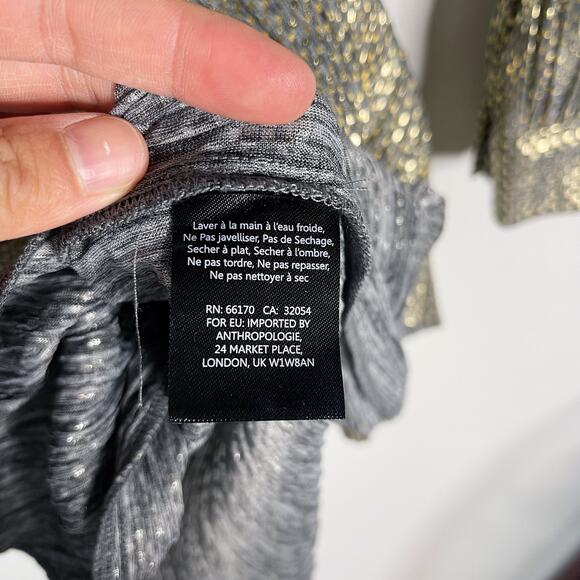 Laver à la main à l'eau froide,
Ne Pas javelliser, Pas de Sechage,
Secher à plat, Secher à l'ombre,
Ne pas tordre, Ne pas repasser,
Ne pas nettoyer à sec
RN: 66170 CA: 32054
FOR EU: IMPORTED BY
ANTHROPOLOGIE,
24 MARKET PLACE,
LONDON, UK W1W8AN